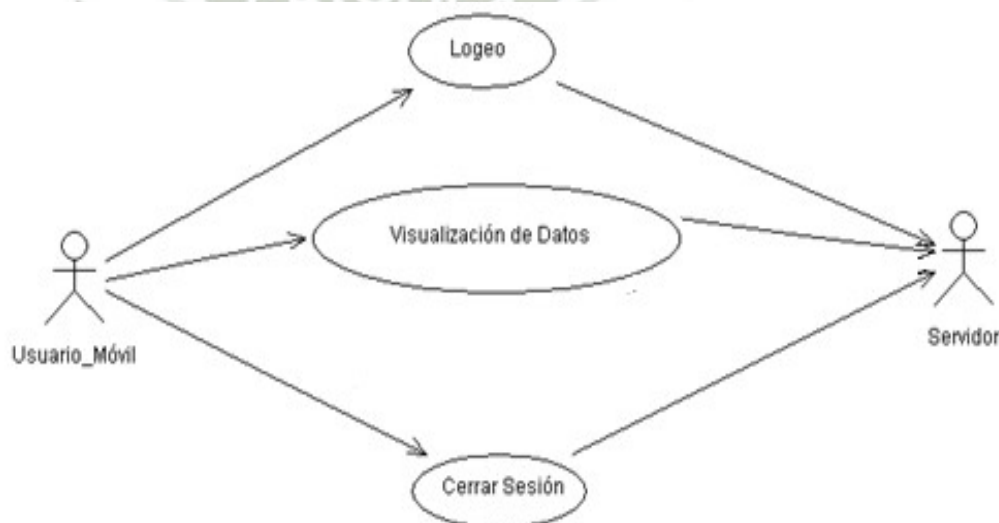 Logeo
Visualización de Datos
Usuario_Móvil
Servidor
Cerrar Sesión